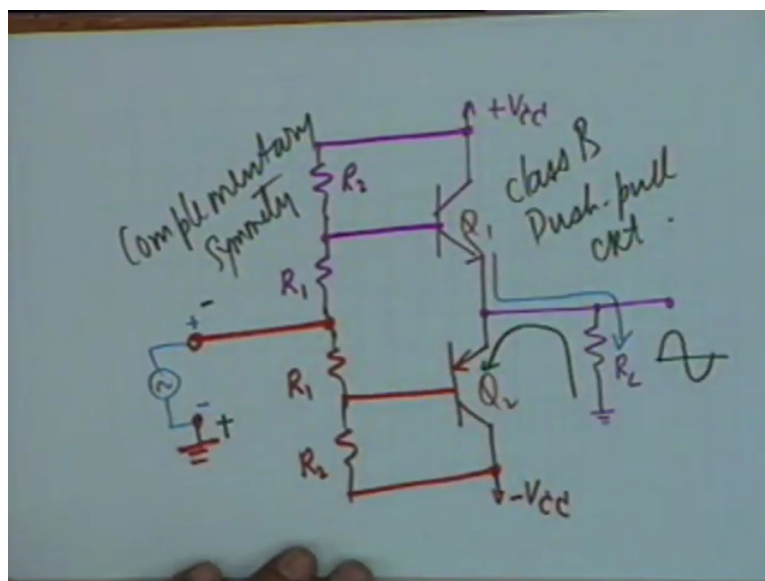 Complementary
Symmetry
+Vcc
R2
Q1
class B
Push-pull
ckt.
R1
-
+
R1
Q2
RL
-
+
R2
-Vcc